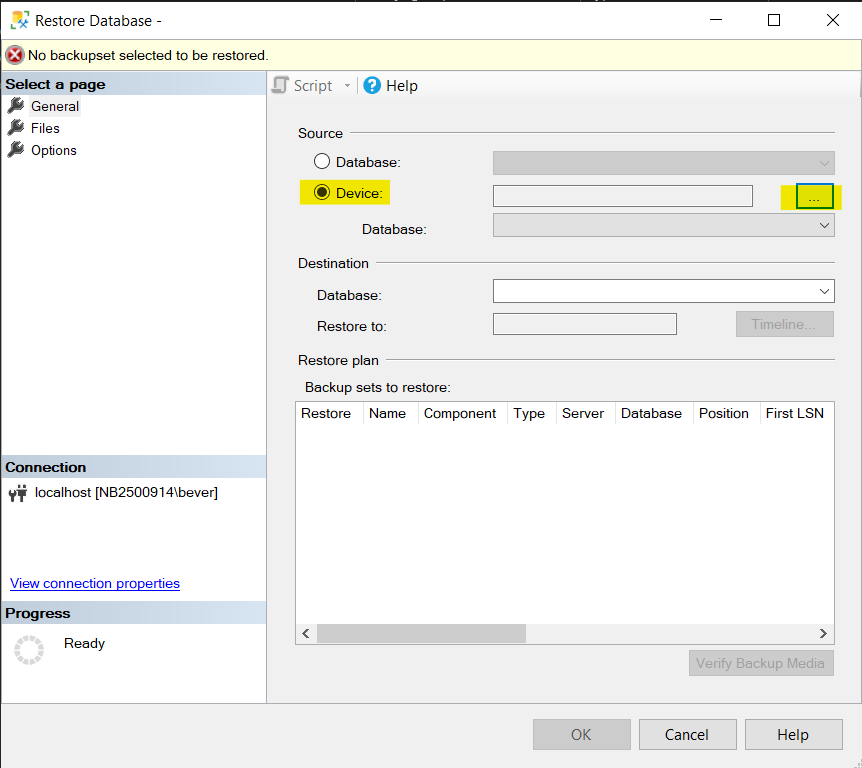 Restore Database -
No backupset selected to be restored.
Select a page
General
Files
Options
Script
Help
Source
Database:
Device:
...
Database:
Destination
Database:
Restore to:
Timeline...
Restore plan
Backup sets to restore:
Restore Name Component Type Server Database Position First LSN
Verify Backup Media
Connection
localhost [NB2500914\bever]
View connection properties
Progress
Ready
OK Cancel Help